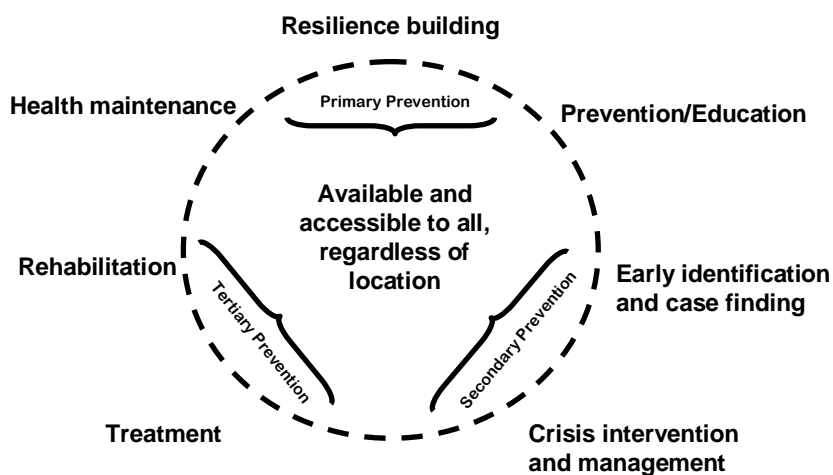 Resilience building
Health maintenance
Primary Prevention
Prevention/Education
Available and
accessible to all,
regardless of
location
Rehabilitation
Tertiary Prevention
Secondary Prevention
Early identification
and case finding
Treatment
Crisis intervention
and management